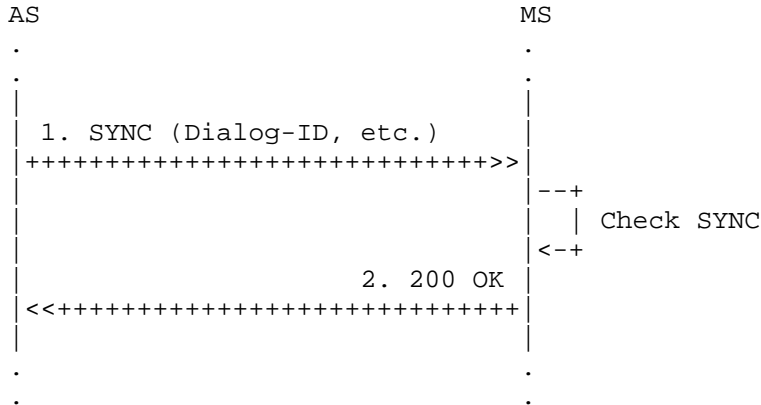 AS                              MS
.                               .
.                               .
|                               |
| 1. SYNC (Dialog-ID, etc.)     |
|+++++++++++++++++++++++++++++>>|
|                               |--+
|                               |  | Check SYNC
|                               |<-+
|                     2. 200 OK |
|<<+++++++++++++++++++++++++++++|
|                               |
.                               .
.                               .